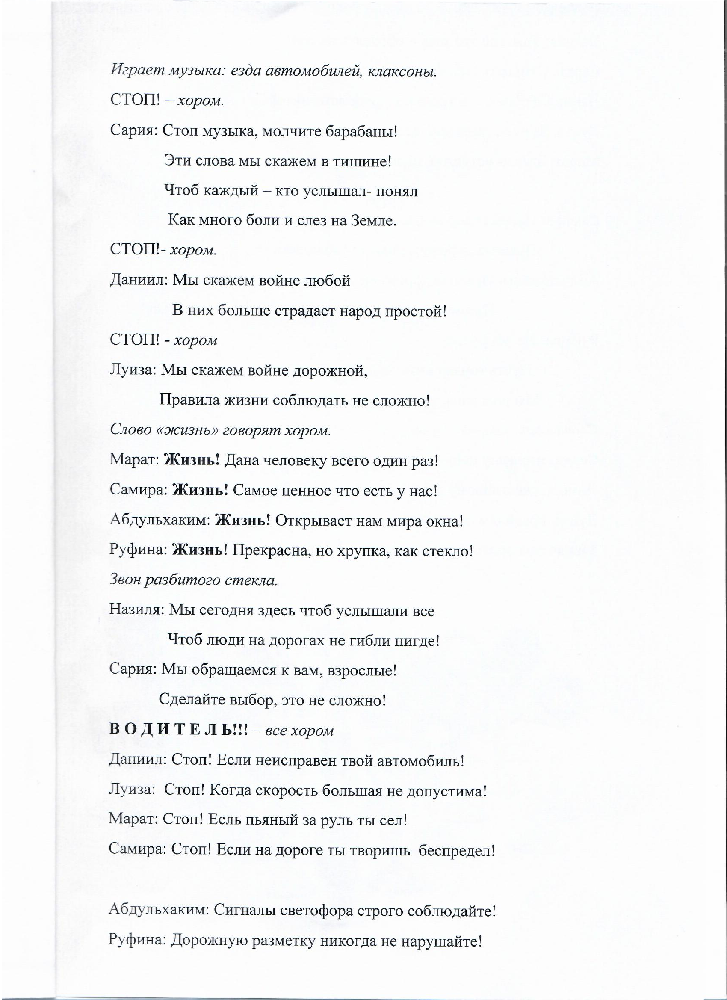 Играет музыка: езда автомобилей, клаксоны.
СТОП! – хором.
Сария: Стоп музыка, молчите барабаны!
Эти слова мы скажем в тишине!
Чтоб каждый – кто услышал- понял
Как много боли и слез на Земле.
СТОП!- хором.
Даниил: Мы скажем войне любой
В них больше страдает народ простой!
СТОП! - хором
Луиза: Мы скажем войне дорожной,
Правила жизни соблюдать не сложно!
Слово «жизнь» говорят хором.
Марат: Жизнь! Дана человеку всего один раз!
Самира: Жизнь! Самое ценное что есть у нас!
Абдульхаким: Жизнь! Открывает нам мира окна!
Руфина: Жизнь! Прекрасна, но хрупка, как стекло!
Звон разбитого стекла.
Назиля: Мы сегодня здесь чтоб услышали все
Чтоб люди на дорогах не гибли нигде!
Сария: Мы обращаемся к вам, взрослые!
Сделайте выбор, это не сложно!
В О Д И Т Е Л Ь!!! – все хором
Даниил: Стоп! Если неисправен твой автомобиль!
Луиза:  Стоп! Когда скорость большая не допустима!
Марат: Стоп! Есль пьяный за руль ты сел!
Самира: Стоп! Если на дороге ты творишь  беспредел!
Абдульхаким: Сигналы светофора строго соблюдайте!
Руфина: Дорожную разметку никогда не нарушайте!